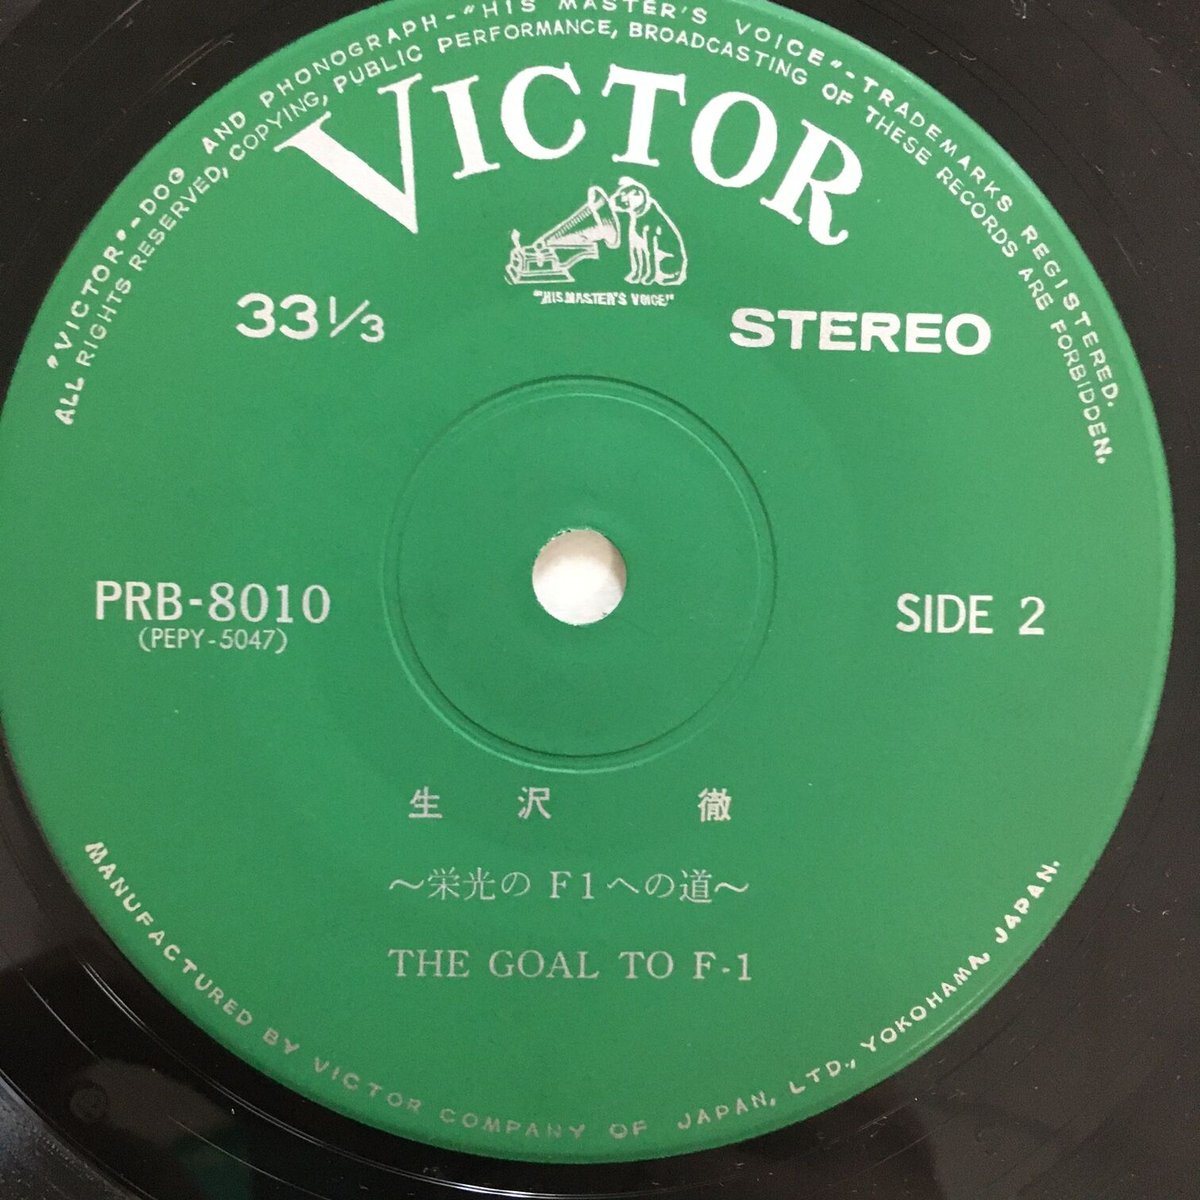 "VICTOR,"-DOG AND PHONOGRAPH-"HIS MASTER'S VOICE"-TRADEMARKS REGISTERED.
ALL RIGHTS RESERVED, COPYING, PUBLIC PERFORMANCE, BROADCASTING OF THESE RECORDS ARE FORBIDDEN.
VICTOR
"HIS MASTER'S VOICE"
33 1/3 STEREO
PRB-8010 SIDE 2
(PEPY-5047)
生沢 徹
～栄光の F1への道～
THE GOAL TO F-1
MANUFACTURED BY VICTOR COMPANY OF JAPAN, LTD., YOKOHAMA, JAPAN.